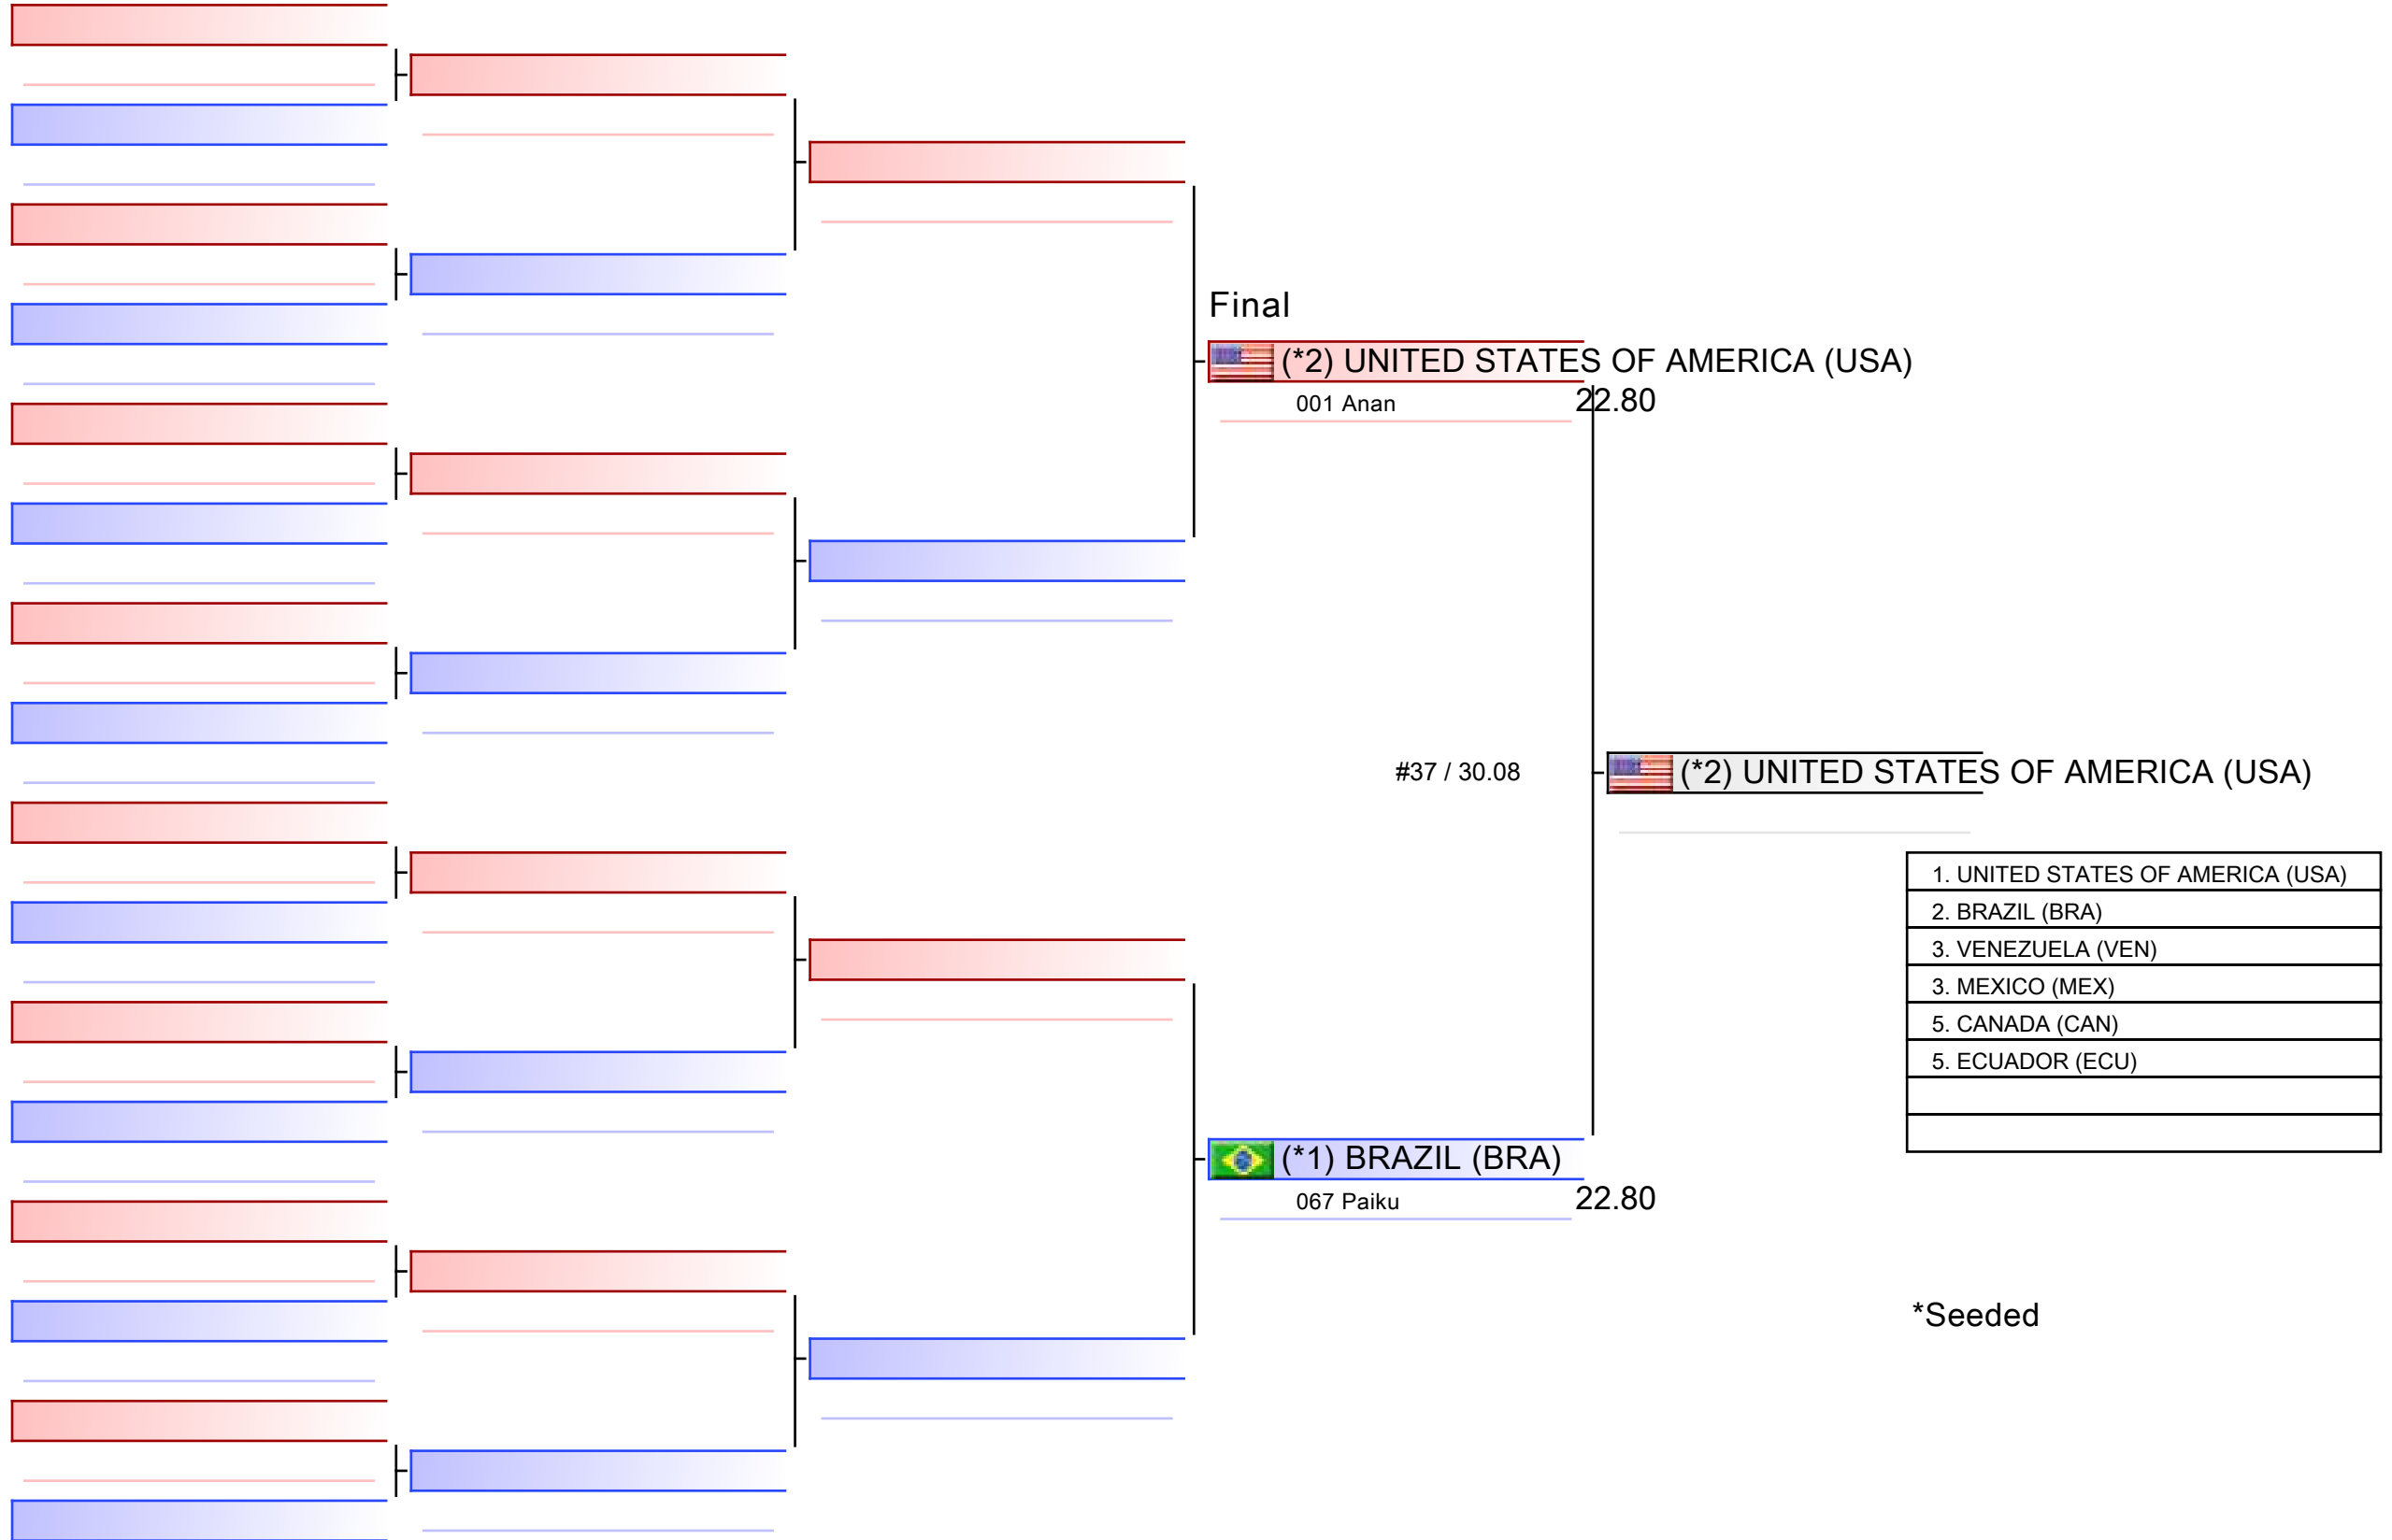 Final
(*2) UNITED STATES OF AMERICA (USA)
001 Anan 22.80
#37 / 30.08
(*2) UNITED STATES OF AMERICA (USA)
1. UNITED STATES OF AMERICA (USA)
2. BRAZIL (BRA)
3. VENEZUELA (VEN)
3. MEXICO (MEX)
5. CANADA (CAN)
5. ECUADOR (ECU)
(*1) BRAZIL (BRA)
067 Paiku 22.80
*Seeded